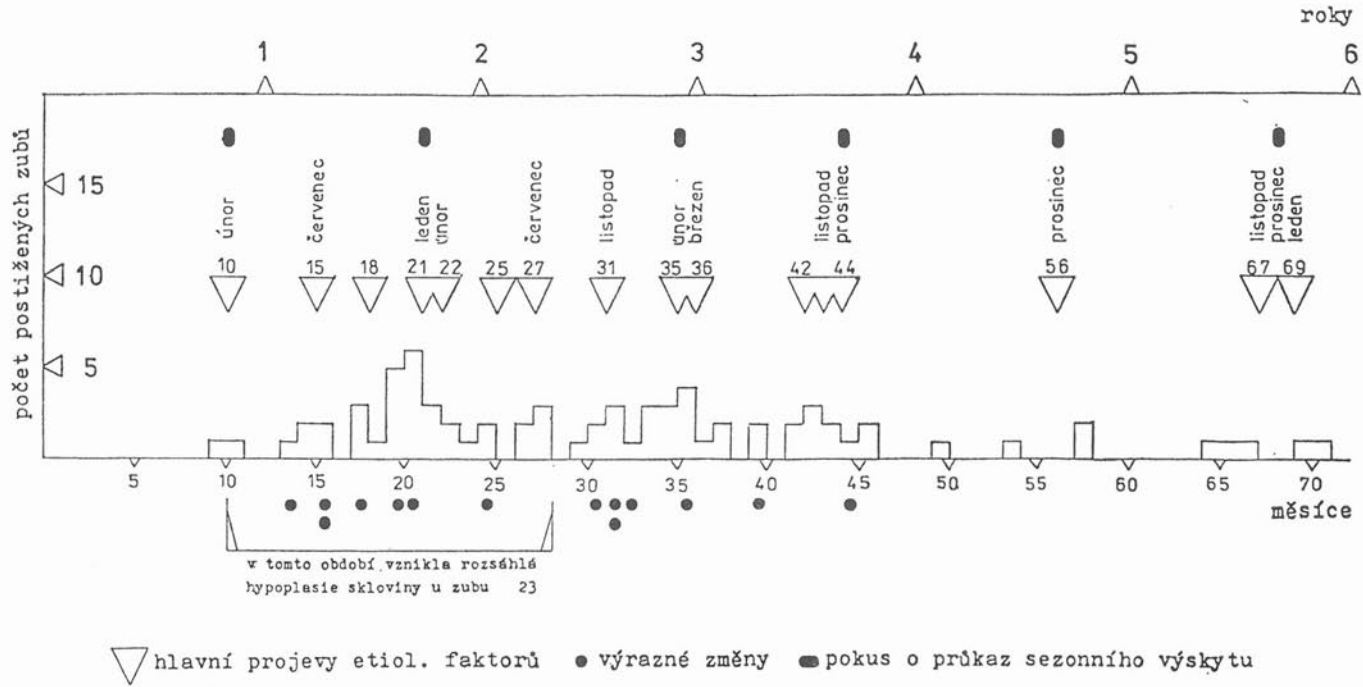 roky
1 2 3 4 5 6
počet postižených zubů
15
10
5
únor
červenec
leden
únor
červenec
listopad
únor
březen
listopad
prosinec
prosinec
listopad
prosinec
leden
10 15 18 21 22 25 27 31 35 36 42 44 56 67 69
5 10 15 20 25 30 35 40 45 50 55 60 65 70
měsíce
v tomto období vznikla rozsáhlá
hypoplasie skloviny u zubu 23
hlavní projevy etiol. faktorů výrazné změny pokus o průkaz sezonního výskytu